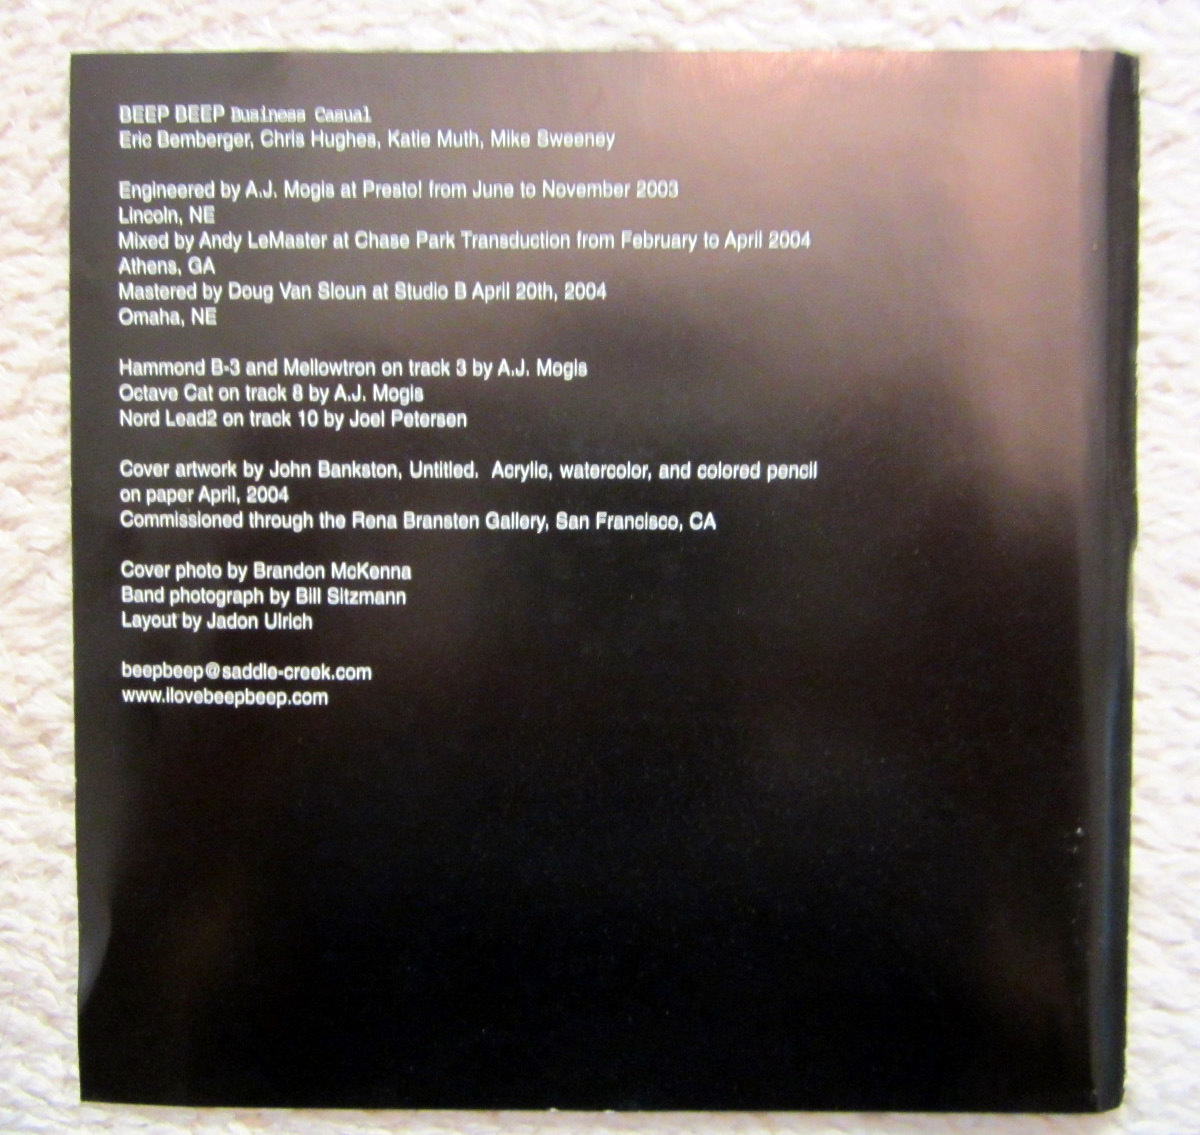 BEEP BEEP Business Casual
Eric Bemberger, Chris Hughes, Katie Muth, Mike Sweeney
Engineered by A.J. Mogis at Presto! from June to November 2003
Lincoln, NE
Mixed by Andy LeMaster at Chase Park Transduction from February to April 2004
Athens, GA
Mastered by Doug Van Sloun at Studio B April 20th, 2004
Omaha, NE
Hammond B-3 and Mellowtron on track 3 by A.J. Mogis
Octave Cat on track 8 by A.J. Mogis
Nord Lead2 on track 10 by Joel Petersen
Cover artwork by John Bankston, Untitled.  Acrylic, watercolor, and colored pencil
on paper April, 2004
Commissioned through the Rena Bransten Gallery, San Francisco, CA
Cover photo by Brandon McKenna
Band photograph by Bill Sitzmann
Layout by Jadon Ulrich
beepbeep@saddle-creek.com
www.ilovebeepbeep.com